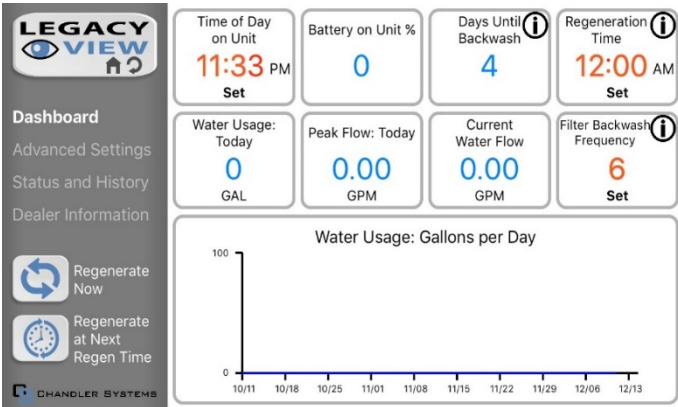 LEGACY
VIEW
Dashboard
Advanced Settings
Status and History
Dealer Information
Regenerate
Now
Regenerate
at Next
Regen Time
CHANDLER SYSTEMS
Time of Day
on Unit
11:33 PM
Set
Battery on Unit %
0
Days Until
Backwash
i
4
Regeneration
Time
i
12:00 AM
Set
Water Usage:
Today
0
GAL
Peak Flow: Today
0.00
GPM
Current
Water Flow
0.00
GPM
Filter Backwash
Frequency
i
6
Set
Water Usage: Gallons per Day
100
0
10/11 10/18 10/25 11/01 11/08 11/15 11/22 11/29 12/06 12/13